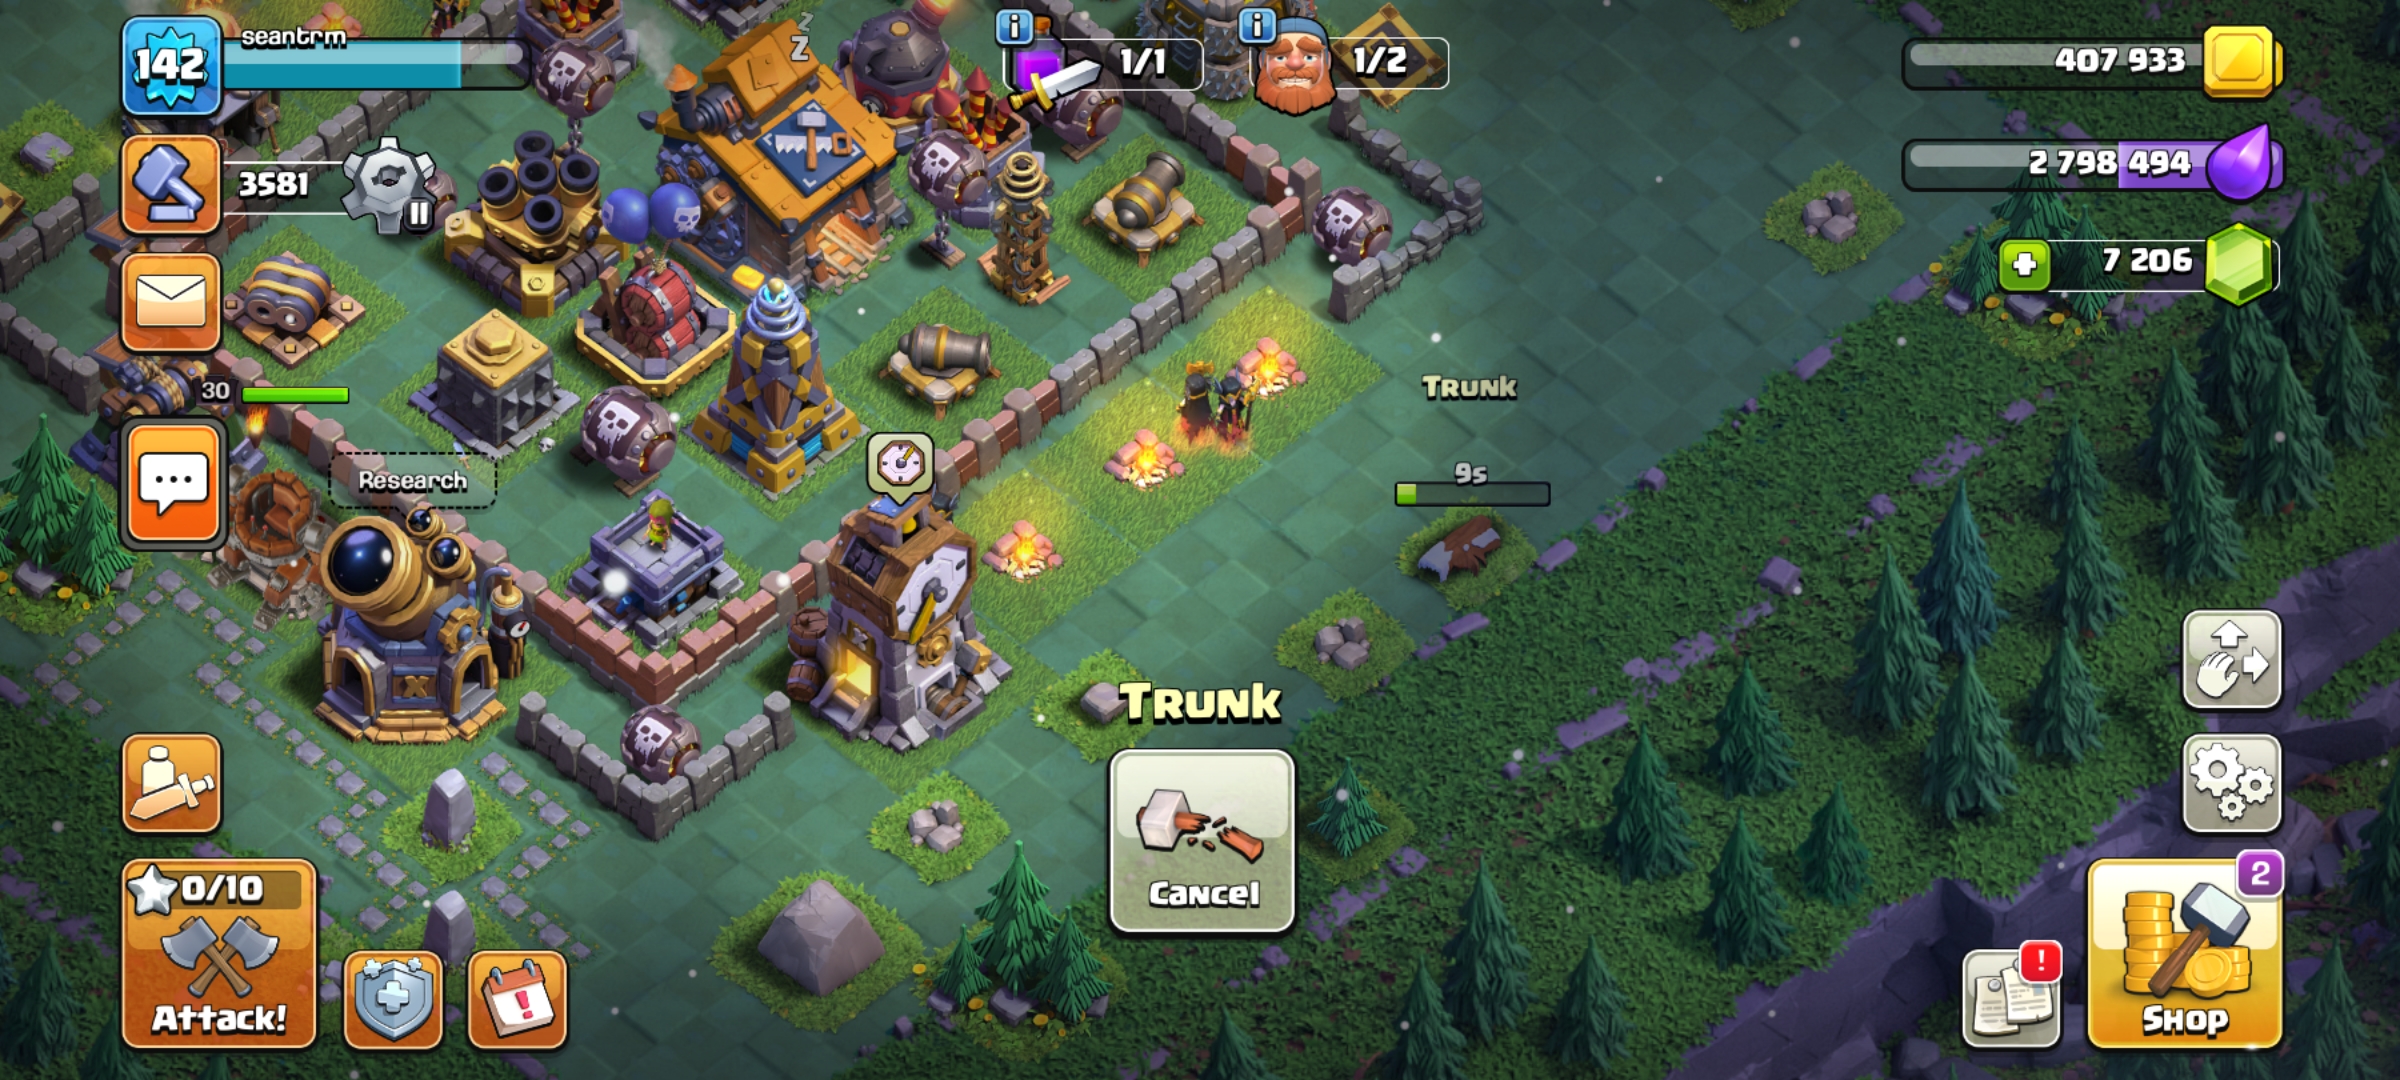 142
seantrm
1/1
1/2
407 933
3581
2 798 494
7 206
30
Trunk
9s
Research
Trunk
Cancel
0/10
Attack!
2
!
Shop